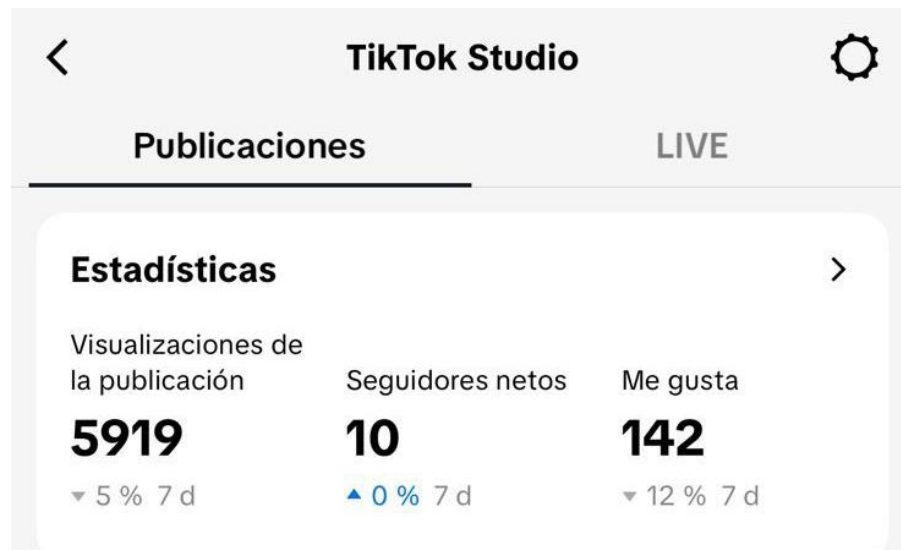 TikTok Studio
Publicaciones LIVE
Estadísticas
Visualizaciones de
la publicación Seguidores netos Me gusta
5919 10 142
▼ 5 % 7 d ▲ 0 % 7 d ▼ 12 % 7 d